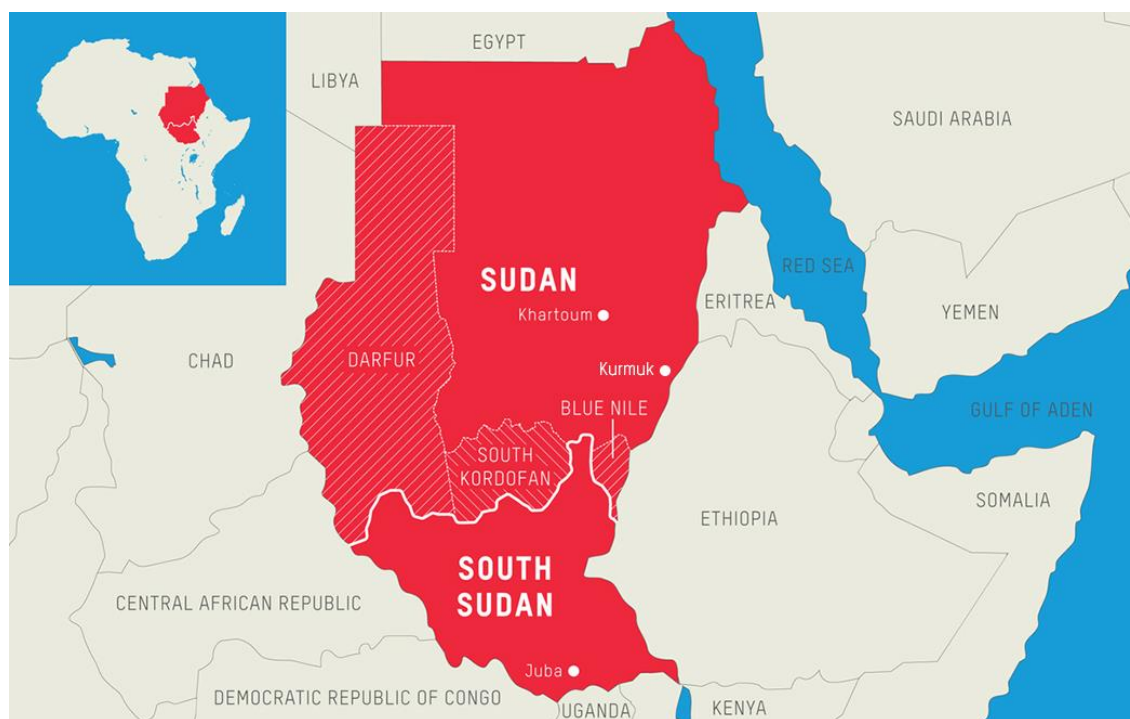 EGYPT
LIBYA
SAUDI ARABIA
SUDAN
RED SEA
ERITREA
YEMEN
Khartoum
CHAD
DARFUR
Kurmuk
BLUE NILE
GULF OF ADEN
SOUTH
KORDOFAN
SOMALIA
ETHIOPIA
SOUTH
SUDAN
CENTRAL AFRICAN REPUBLIC
Juba
DEMOCRATIC REPUBLIC OF CONGO
UGANDA
KENYA